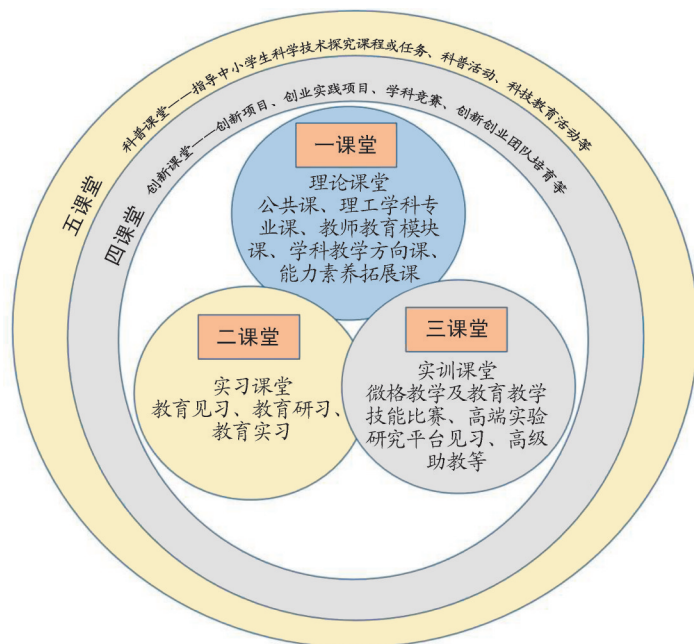 五课堂 科普课堂——指导中小学生科学技术探究课程或任务、科普活动、科技教育活动等
四课堂 创新课堂——创新项目、创业实践项目、学科竞赛、创新创业团队培育等
一课堂
理论课堂
公共课、理工学科专
业课、教师教育模块
课、学科教学方向课、
能力素养拓展课
二课堂
实习课堂
教育见习、教育研习、
教育实习
三课堂
实训课堂
微格教学及教育教学
技能比赛、高端实验
研究平台见习、高级
助教等